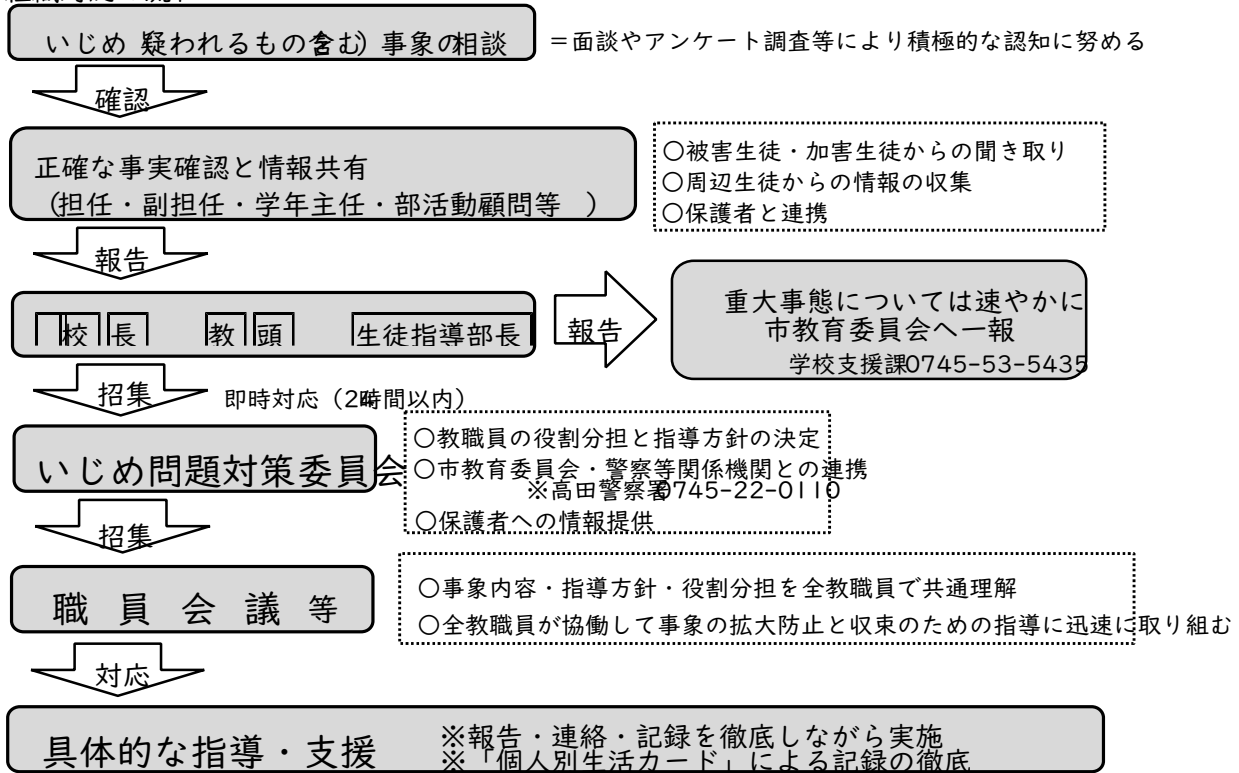 いじめ（疑われるもの含む）事象の相談
＝面談やアンケート調査等により積極的な認知に努める
確認
正確な事実確認と情報共有
（担任・副担任・学年主任・部活動顧問等　）
○被害生徒・加害生徒からの聞き取り
○周辺生徒からの情報の収集
○保護者と連携
報告
校長　教頭　生徒指導部長
報告
重大事態については速やかに
市教育委員会へ一報
学校支援課0745-53-5435
招集
即時対応（24時間以内）
いじめ問題対策委員会
○教職員の役割分担と指導方針の決定
○市教育委員会・警察等関係機関との連携
※高田警察署0745-22-0110
○保護者への情報提供
招集
職員会議等
○事象内容・指導方針・役割分担を全教職員で共通理解
○全教職員が協働して事象の拡大防止と収束のための指導に迅速に取り組む
対応
具体的な指導・支援
※報告・連絡・記録を徹底しながら実施
※「個人別生活カード」による記録の徹底